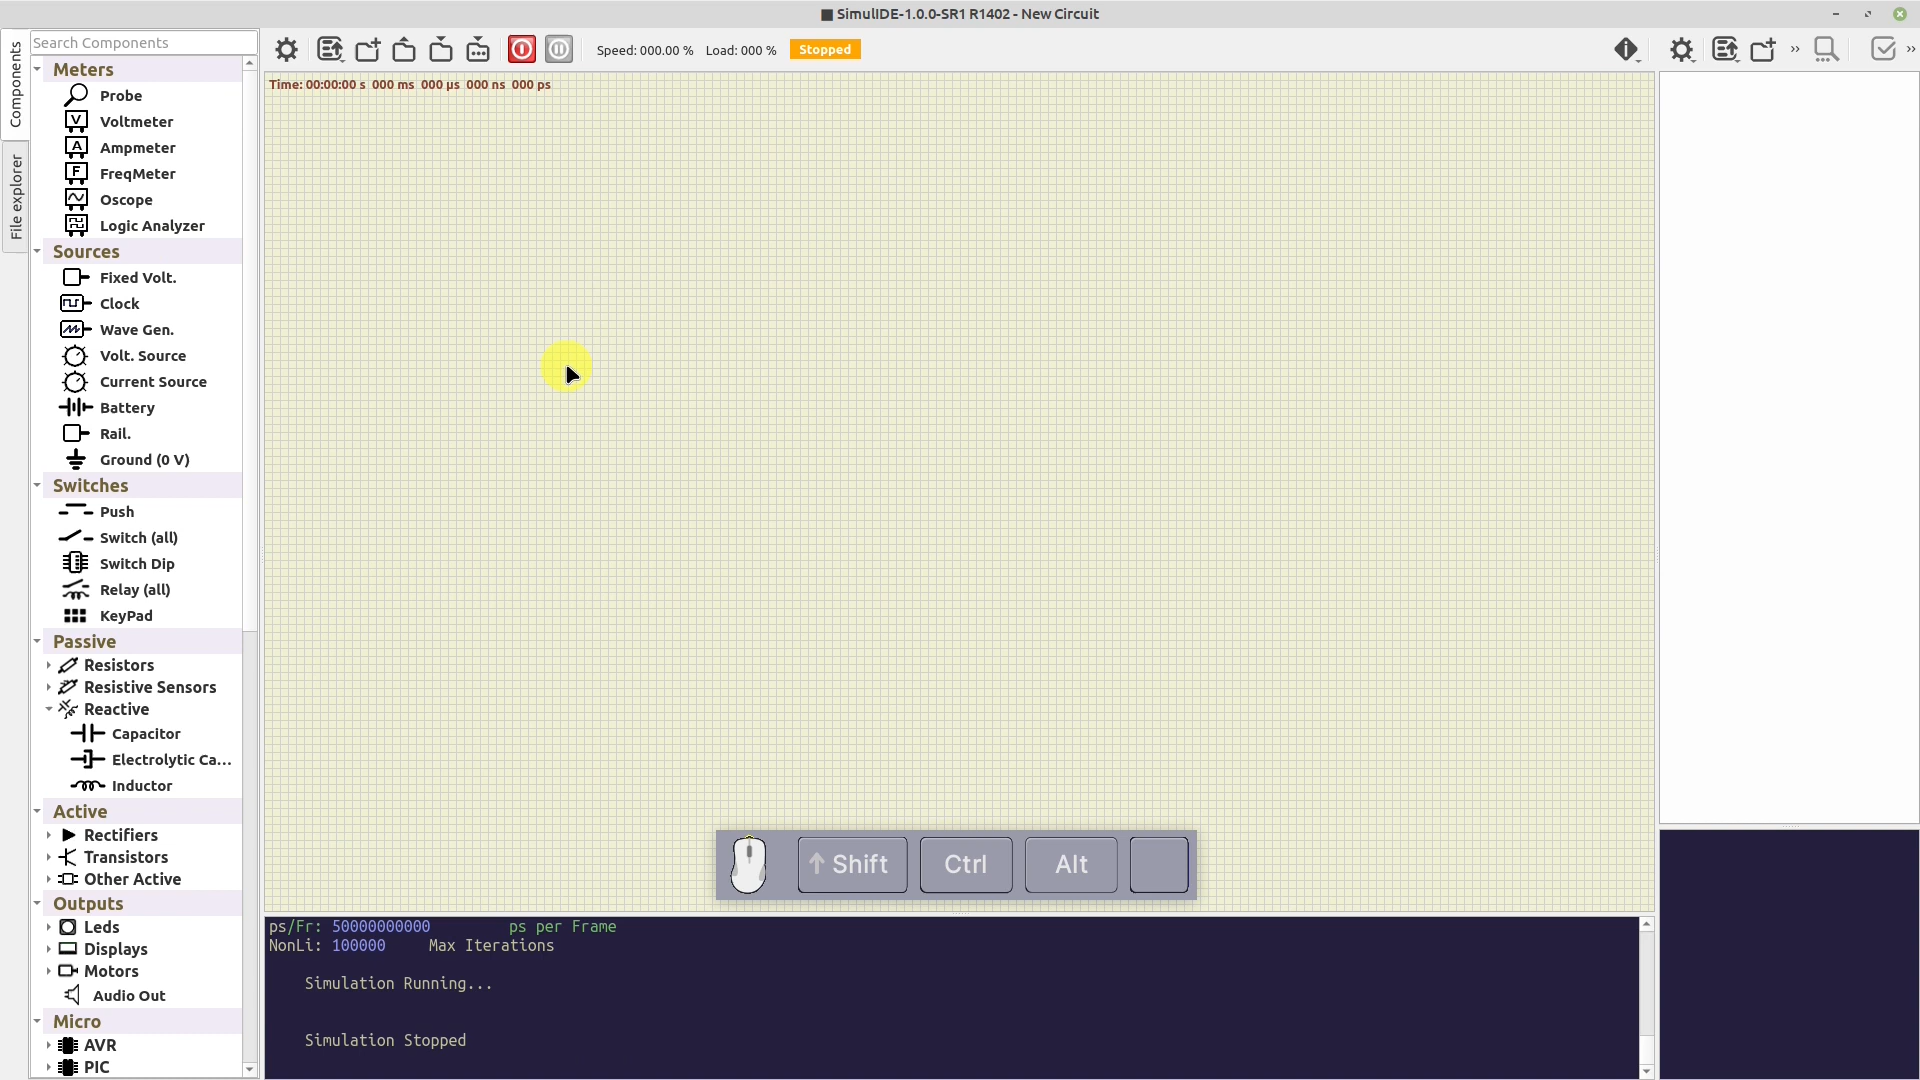 SimulIDE-1.0.0-SR1 R1402 - New Circuit
Components
File explorer
Search Components
Meters
Probe
Voltmeter
Ampmeter
FreqMeter
Oscope
Logic Analyzer
Sources
Fixed Volt.
Clock
Wave Gen.
Volt. Source
Current Source
Battery
Rail.
Ground (0 V)
Switches
Push
Switch (all)
Switch Dip
Relay (all)
KeyPad
Passive
Resistors
Resistive Sensors
Reactive
Capacitor
Electrolytic Ca...
Inductor
Active
Rectifiers
Transistors
Other Active
Outputs
Leds
Displays
Motors
Audio Out
Micro
AVR
PIC
Speed: 000.00 % Load: 000 % Stopped
Time: 00:00:00 s 000 ms 000 µs 000 ns 000 ps
Shift Ctrl Alt
ps/Fr: 50000000000 ps per Frame
NonLi: 100000 Max Iterations
Simulation Running...
Simulation Stopped